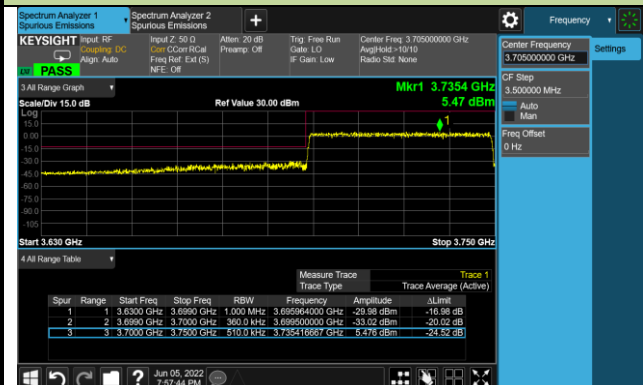 Spectrum Analyzer 1
Spurious Emissions
Spectrum Analyzer 2
Spurious Emissions
+
Frequency
KEYSIGHT
Input: RF
Coupling: DC
Align: Auto
Input Z: 50 Ω
Corr CCorr RCal
Freq Ref: Ext (S)
NFE: Off
Atten: 20 dB
Preamp: Off
Trig: Free Run
Gate: LO
IF Gain: Low
Center Freq: 3.705000000 GHz
Avg|Hold:>10/10
Radio Std: None
PASS
Center Frequency
3.705000000 GHz
Settings
CF Step
3.500000 MHz
Auto
Man
Freq Offset
0 Hz
3 All Range Graph
Mkr1 3.7354 GHz
5.47 dBm
Scale/Div 15.0 dB
Ref Value 30.00 dBm
Log
15.0
0.00
-15.0
-30.0
-45.0
-60.0
-75.0
-90.0
-105
1
Start 3.630 GHz
Stop 3.750 GHz
4 All Range Table
Measure Trace Trace 1
Trace Type Trace Average (Active)
Spur Range Start Freq Stop Freq RBW Frequency Amplitude ΔLimit
1 1 3.6300 GHz 3.6990 GHz 1.000 MHz 3.695964000 GHz -29.98 dBm -16.98 dB
2 2 3.6990 GHz 3.7000 GHz 360.0 kHz 3.699500000 GHz -33.02 dBm -20.02 dB
3 3 3.7000 GHz 3.7500 GHz 510.0 kHz 3.735416667 GHz 5.476 dBm -24.52 dB
?
Jun 05, 2022
7:57:44 PM